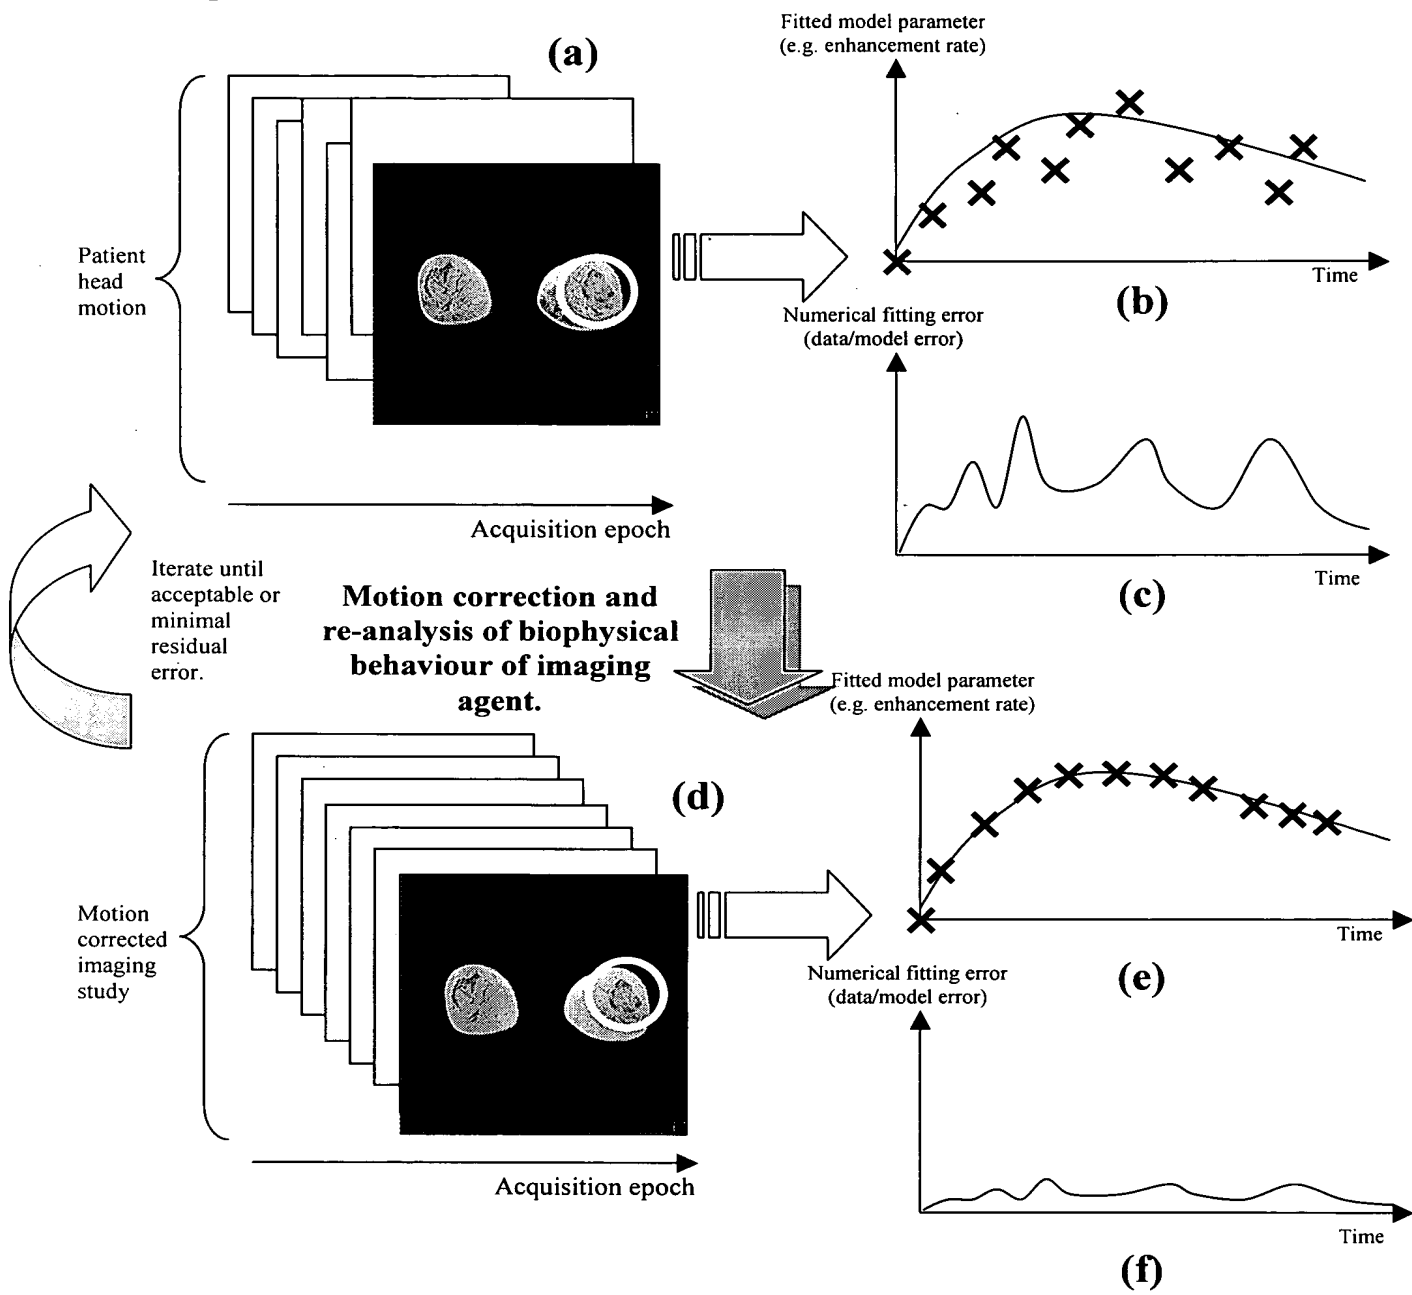 (a)
Fitted model parameter
(e.g. enhancement rate)
Patient
head
motion
Time
(b)
Numerical fitting error
(data/model error)
Acquisition epoch
Time
(c)
Iterate until
acceptable or
minimal
residual
error.
Motion correction and
re-analysis of biophysical
behaviour of imaging
agent.
Fitted model parameter
(e.g. enhancement rate)
(d)
Motion
corrected
imaging
study
Time
(e)
Numerical fitting error
(data/model error)
Acquisition epoch
Time
(f)